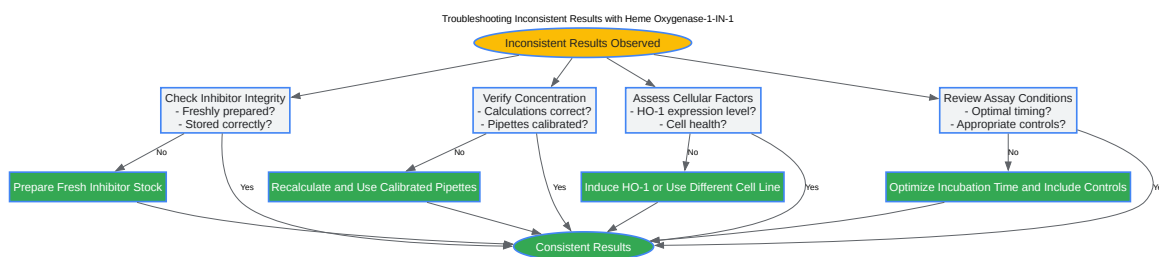 Troubleshooting Inconsistent Results with Heme Oxygenase-1-IN-1
Inconsistent Results Observed
Check Inhibitor Integrity
- Freshly prepared?
- Stored correctly?
Verify Concentration
- Calculations correct?
- Pipettes calibrated?
Assess Cellular Factors
- HO-1 expression level?
- Cell health?
Review Assay Conditions
- Optimal timing?
- Appropriate controls?
No
No
No
No
Prepare Fresh Inhibitor Stock
Yes
Recalculate and Use Calibrated Pipettes
Yes
Induce HO-1 or Use Different Cell Line
Yes
Optimize Incubation Time and Include Controls
Consistent Results